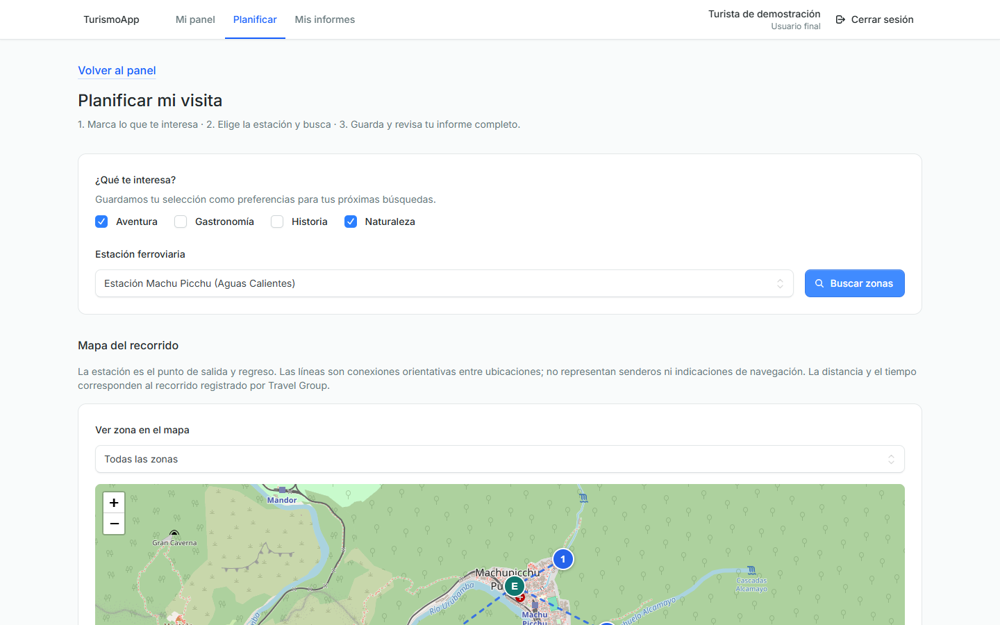 TurismoApp
Mi panel
Planificar
Mis informes
Turista de demostración
Usuario final
Cerrar sesión
Volver al panel
Planificar mi visita
1. Marca lo que te interesa · 2. Elige la estación y busca · 3. Guarda y revisa tu informe completo.
¿Qué te interesa?
Guardamos tu selección como preferencias para tus próximas búsquedas.
Aventura
Gastronomía
Historia
Naturaleza
Estación ferroviaria
Estación Machu Picchu (Aguas Calientes)
Buscar zonas
Mapa del recorrido
La estación es el punto de salida y regreso. Las líneas son conexiones orientativas entre ubicaciones; no representan senderos ni indicaciones de navegación. La distancia y el tiempo
corresponden al recorrido registrado por Travel Group.
Ver zona en el mapa
Todas las zonas
+
−
Mandor
Gran Caverna
1
Machupicchu
Pu
E
Río Urubamba
Cascadas
Alcamayo
Machu
Picchu
Alcamayo